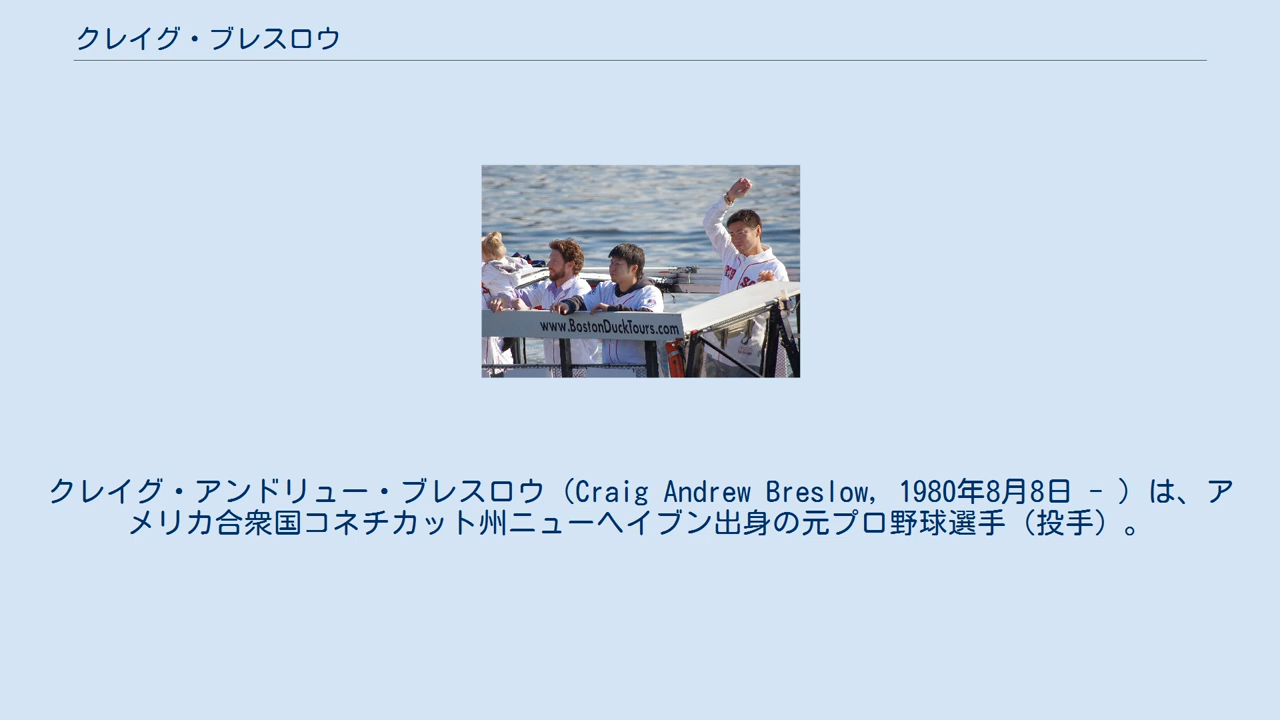 クレイグ・ブレスロウ
www.BostonDuckTours.com
クレイグ・アンドリュー・ブレスロウ（Craig Andrew Breslow, 1980年8月8日 - ）は、ア
メリカ合衆国コネチカット州ニューヘイブン出身の元プロ野球選手（投手）。